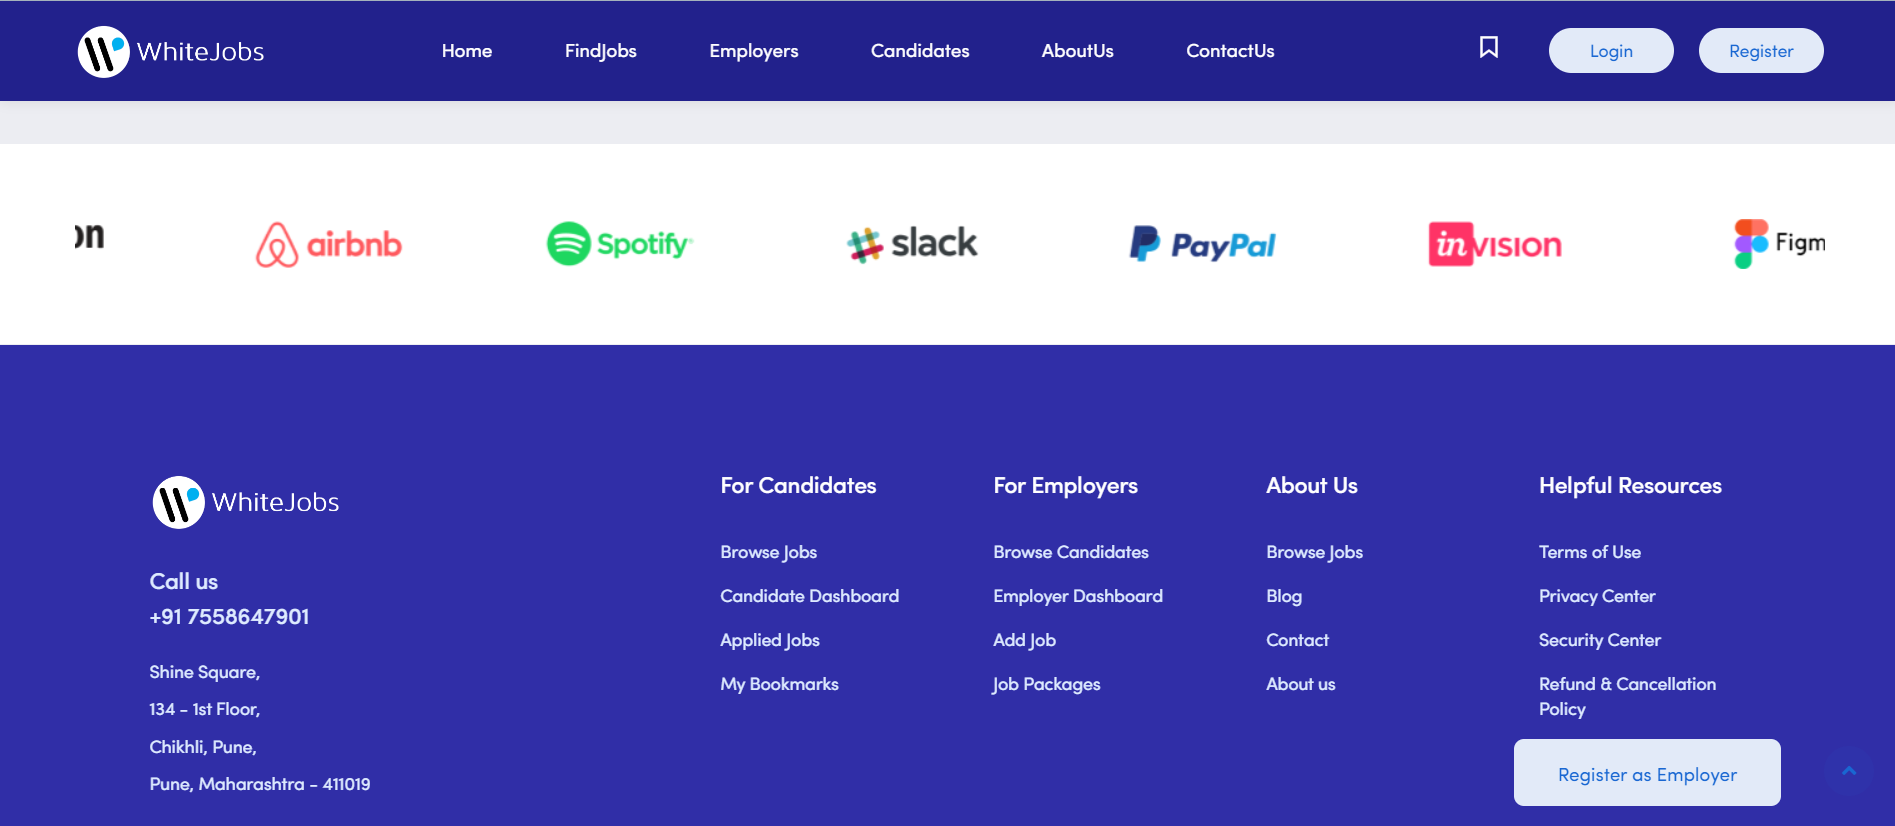 WhiteJobs
Home FindJobs Employers Candidates AboutUs ContactUs
Login Register
on airbnb Spotify slack PayPal inVISION Figm
WhiteJobs
Call us
+91 7558647901
Shine Square,
134 - 1st Floor,
Chikhli, Pune,
Pune, Maharashtra - 411019
For Candidates
Browse Jobs
Candidate Dashboard
Applied Jobs
My Bookmarks
For Employers
Browse Candidates
Employer Dashboard
Add Job
Job Packages
About Us
Browse Jobs
Blog
Contact
About us
Helpful Resources
Terms of Use
Privacy Center
Security Center
Refund & Cancellation
Policy
Register as Employer